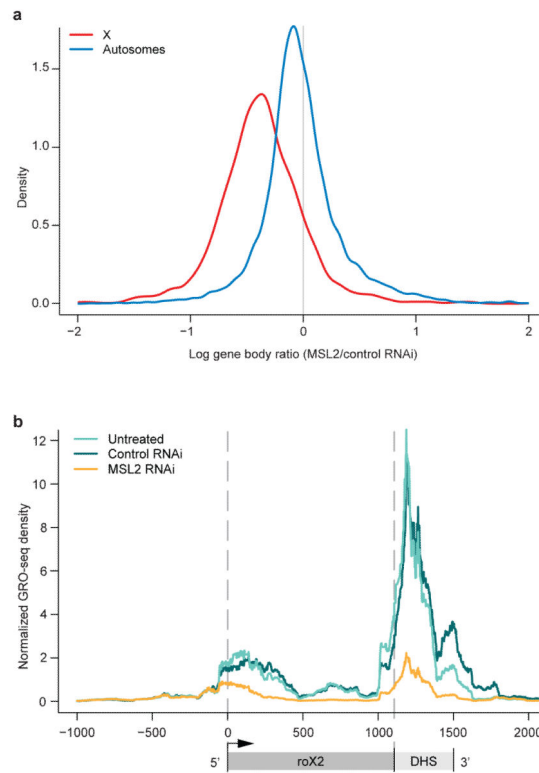 a
X
Autosomes
1.5
1.0
0.5
0.0
Density
−2
−1
0
1
2
Log gene body ratio (MSL2/control RNAi)
b
Untreated
Control RNAi
MSL2 RNAi
12
10
8
6
4
2
0
Normalized GRO-seq density
−1000
−500
0
500
1000
1500
2000
5'
roX2
DHS
3'